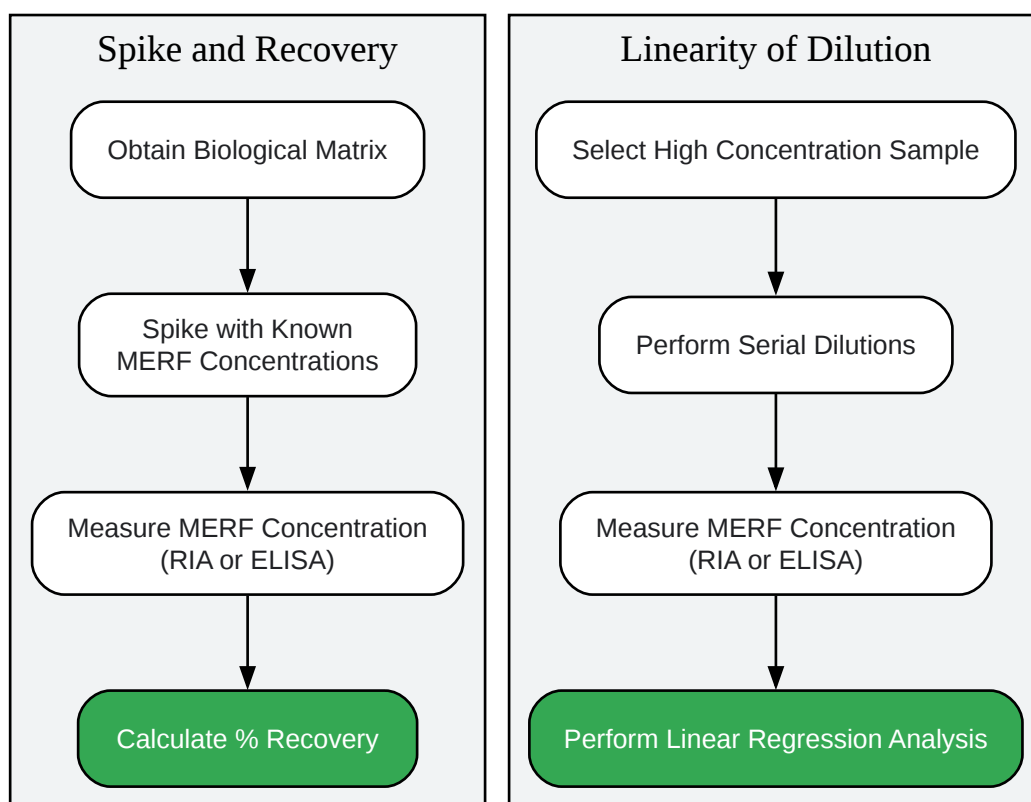 Spike and Recovery
Obtain Biological Matrix
Spike with Known
MERF Concentrations
Measure MERF Concentration
(RIA or ELISA)
Calculate % Recovery
Linearity of Dilution
Select High Concentration Sample
Perform Serial Dilutions
Measure MERF Concentration
(RIA or ELISA)
Perform Linear Regression Analysis